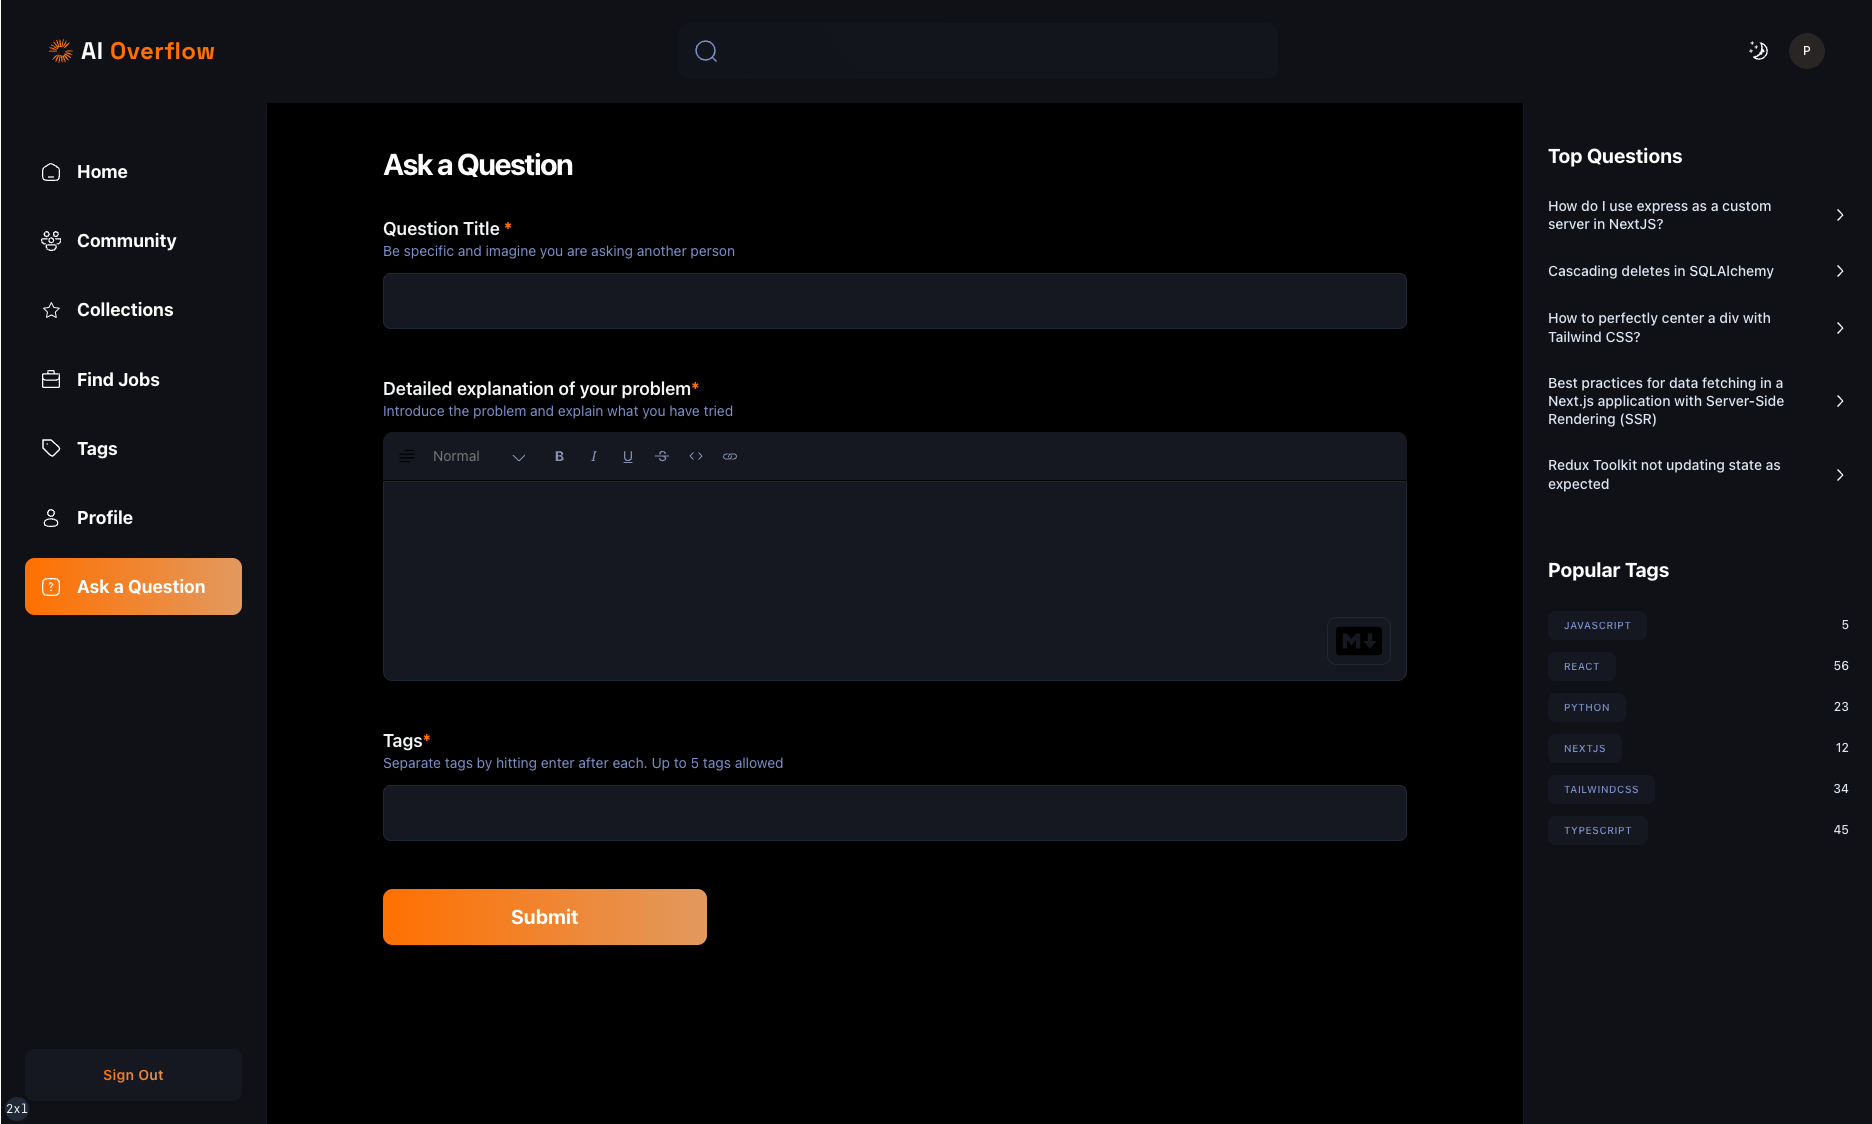 AI Overflow
P
Home
Community
Collections
Find Jobs
Tags
Profile
Ask a Question
Sign Out
2xl
Ask a Question
Question Title *
Be specific and imagine you are asking another person
Detailed explanation of your problem*
Introduce the problem and explain what you have tried
Normal
B I U S
M
Tags*
Separate tags by hitting enter after each. Up to 5 tags allowed
Submit
Top Questions
How do I use express as a custom
server in NextJS?
Cascading deletes in SQLAlchemy
How to perfectly center a div with
Tailwind CSS?
Best practices for data fetching in a
Next.js application with Server-Side
Rendering (SSR)
Redux Toolkit not updating state as
expected
Popular Tags
JAVASCRIPT 5
REACT 56
PYTHON 23
NEXTJS 12
TAILWINDCSS 34
TYPESCRIPT 45